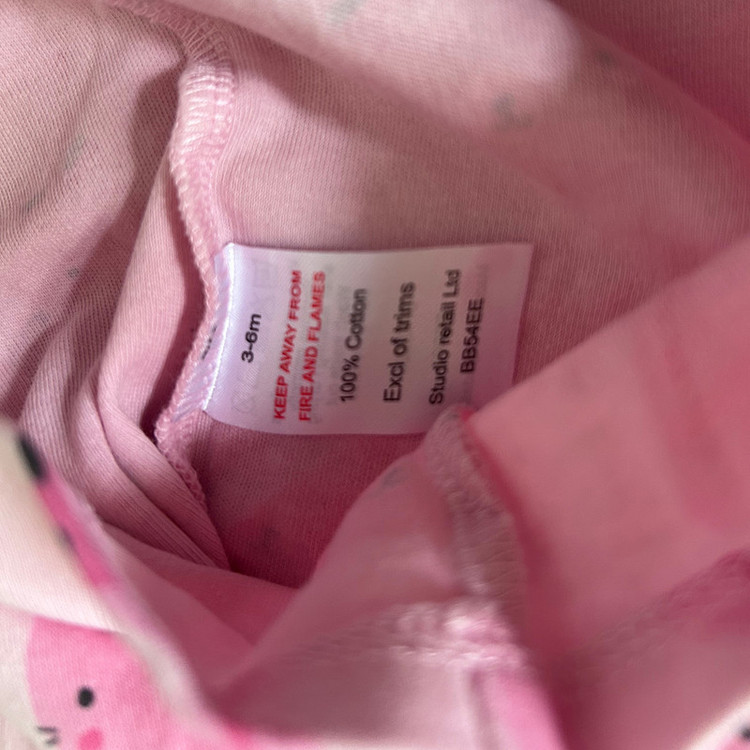 3-6m
KEEP AWAY FROM
FIRE AND FLAMES
100% Cotton
Excl of trims
Studio retail Ltd
BB54EE